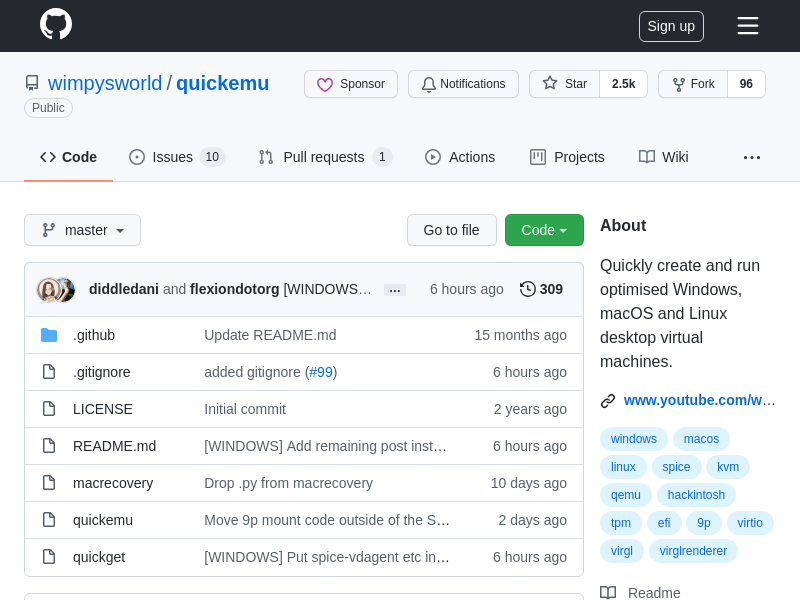 Sign up
wimpysworld / quickemu
Public
Sponsor
Notifications
Star 2.5k
Fork 96
Code
Issues 10
Pull requests 1
Actions
Projects
Wiki
master
Go to file
Code
diddledani and flexiondotorg [WINDOWS… … 6 hours ago 309
.github Update README.md 15 months ago
.gitignore added gitignore (#99) 6 hours ago
LICENSE Initial commit 2 years ago
README.md [WINDOWS] Add remaining post inst… 6 hours ago
macrecovery Drop .py from macrecovery 10 days ago
quickemu Move 9p mount code outside of the S… 2 days ago
quickget [WINDOWS] Put spice-vdagent etc in… 6 hours ago
About
Quickly create and run
optimised Windows,
macOS and Linux
desktop virtual
machines.
www.youtube.com/w…
windows macos
linux spice kvm
qemu hackintosh
tpm efi 9p virtio
virgl virglrenderer
Readme